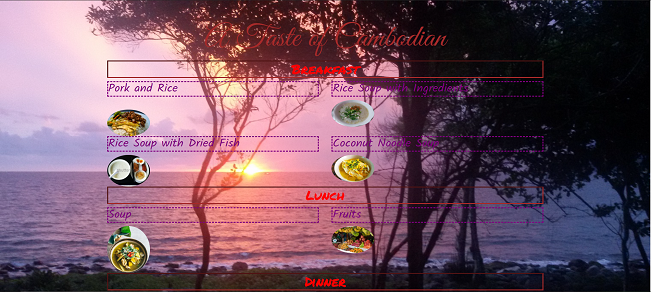 Taste of Cambodian
Breakfast
Pork and Rice
Rice Soup with Ingredients
Rice Soup with Dried Fish
Coconut Noodle Soup
Lunch
Soup
Fruits
Dinner